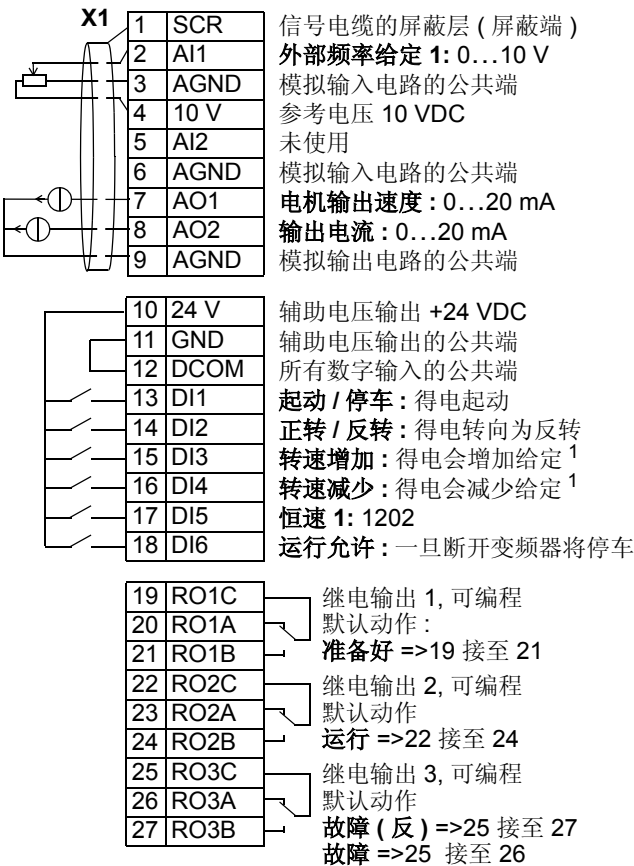 X1
1 SCR 信号电缆的屏蔽层 ( 屏蔽端 )
2 AI1 外部频率给定 1: 0…10 V
3 AGND 模拟输入电路的公共端
4 10 V 参考电压 10 VDC
5 AI2 未使用
6 AGND 模拟输入电路的公共端
7 AO1 电机输出速度 : 0…20 mA
8 AO2 输出电流 : 0…20 mA
9 AGND 模拟输出电路的公共端
10 24 V 辅助电压输出 +24 VDC
11 GND 辅助电压输出的公共端
12 DCOM 所有数字输入的公共端
13 DI1 起动 / 停车 : 得电起动
14 DI2 正转 / 反转 : 得电转向为反转
15 DI3 转速增加 : 得电会增加给定 1
16 DI4 转速减少 : 得电会减少给定 1
17 DI5 恒速 1: 1202
18 DI6 运行允许 : 一旦断开变频器将停车
19 RO1C 继电输出 1, 可编程
20 RO1A 默认动作 :
21 RO1B 准备好 =>19 接至 21
22 RO2C 继电输出 2, 可编程
23 RO2A 默认动作
24 RO2B 运行 =>22 接至 24
25 RO3C 继电输出 3, 可编程
26 RO3A 默认动作
27 RO3B 故障 ( 反 ) =>25 接至 27
故障 =>25 接至 26